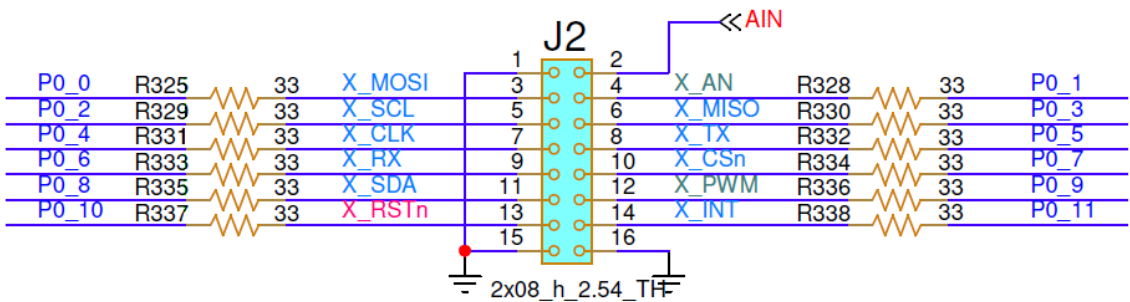 AIN
J2
1 2
P0_0 R325 33 X_MOSI 3 4 X_AN R328 33 P0_1
P0_2 R329 33 X_SCL 5 6 X_MISO R330 33 P0_3
P0_4 R331 33 X_CLK 7 8 X_TX R332 33 P0_5
P0_6 R333 33 X_RX 9 10 X_CSn R334 33 P0_7
P0_8 R335 33 X_SDA 11 12 X_PWM R336 33 P0_9
P0_10 R337 33 X_RSTn 13 14 X_INT R338 33 P0_11
15 16
2x08_h_2.54_TH